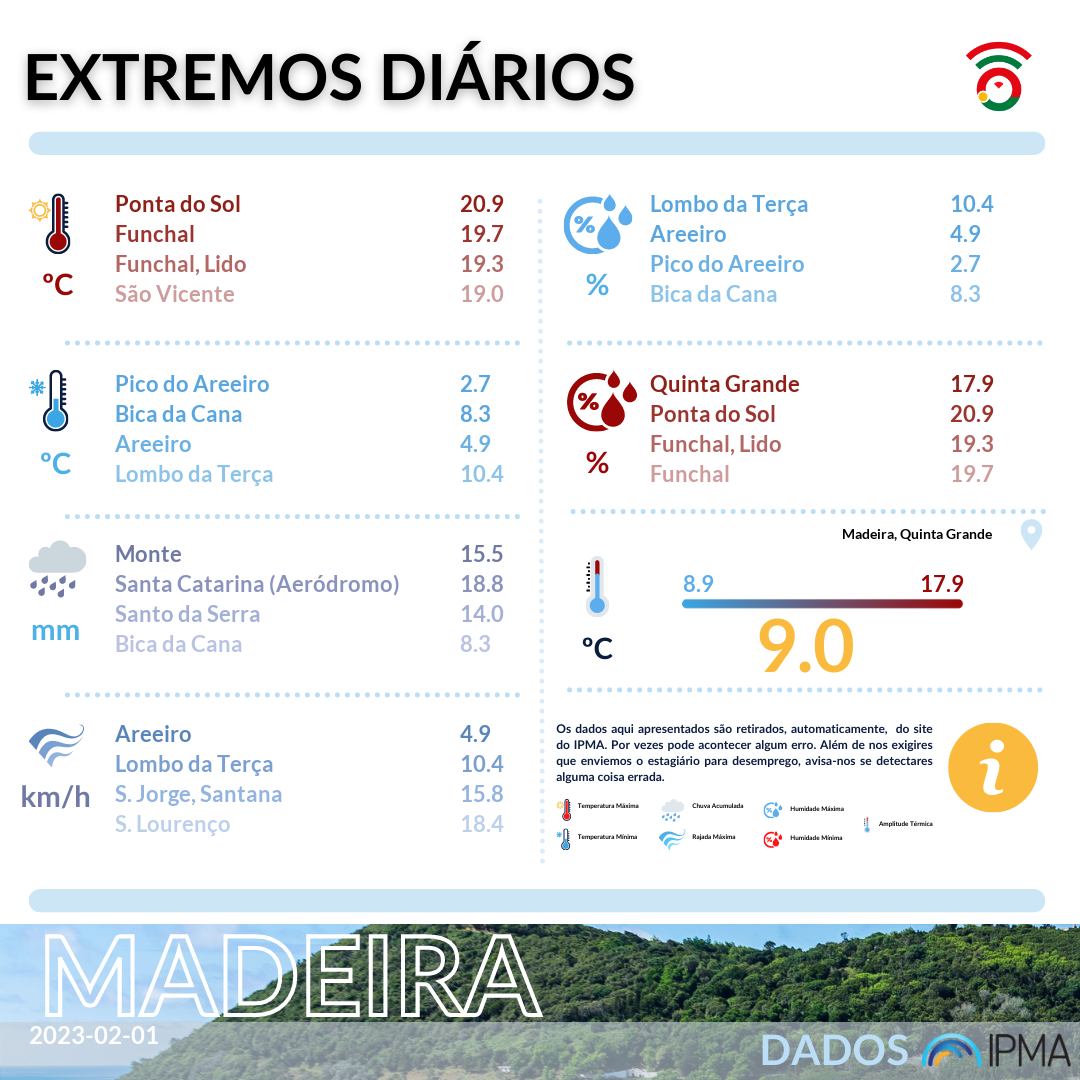 EXTREMOS DIÁRIOS
Ponta do Sol 20.9
Funchal 19.7
Funchal, Lido 19.3
São Vicente 19.0
ºC
Pico do Areeiro 2.7
Bica da Cana 8.3
Areeiro 4.9
Lombo da Terça 10.4
ºC
Monte 15.5
Santa Catarina (Aeródromo) 18.8
Santo da Serra 14.0
Bica da Cana 8.3
mm
Areeiro 4.9
Lombo da Terça 10.4
S. Jorge, Santana 15.8
S. Lourenço 18.4
km/h
%
Lombo da Terça 10.4
Areeiro 4.9
Pico do Areeiro 2.7
Bica da Cana 8.3
%
%
Quinta Grande 17.9
Ponta do Sol 20.9
Funchal, Lido 19.3
Funchal 19.7
%
Madeira, Quinta Grande
8.9 17.9
9.0
ºC
Os dados aqui apresentados são retirados, automaticamente, do site
do IPMA. Por vezes pode acontecer algum erro. Além de nos exigires
que enviemos o estagiário para desemprego, avisa-nos se detectares
alguma coisa errada.
i
Temperatura Máxima
Chuva Acumulada
Humidade Máxima
Amplitude Térmica
Temperatura Mínima
Rajada Máxima
Humidade Mínima
MADEIRA
2023-02-01
DADOS IPMA